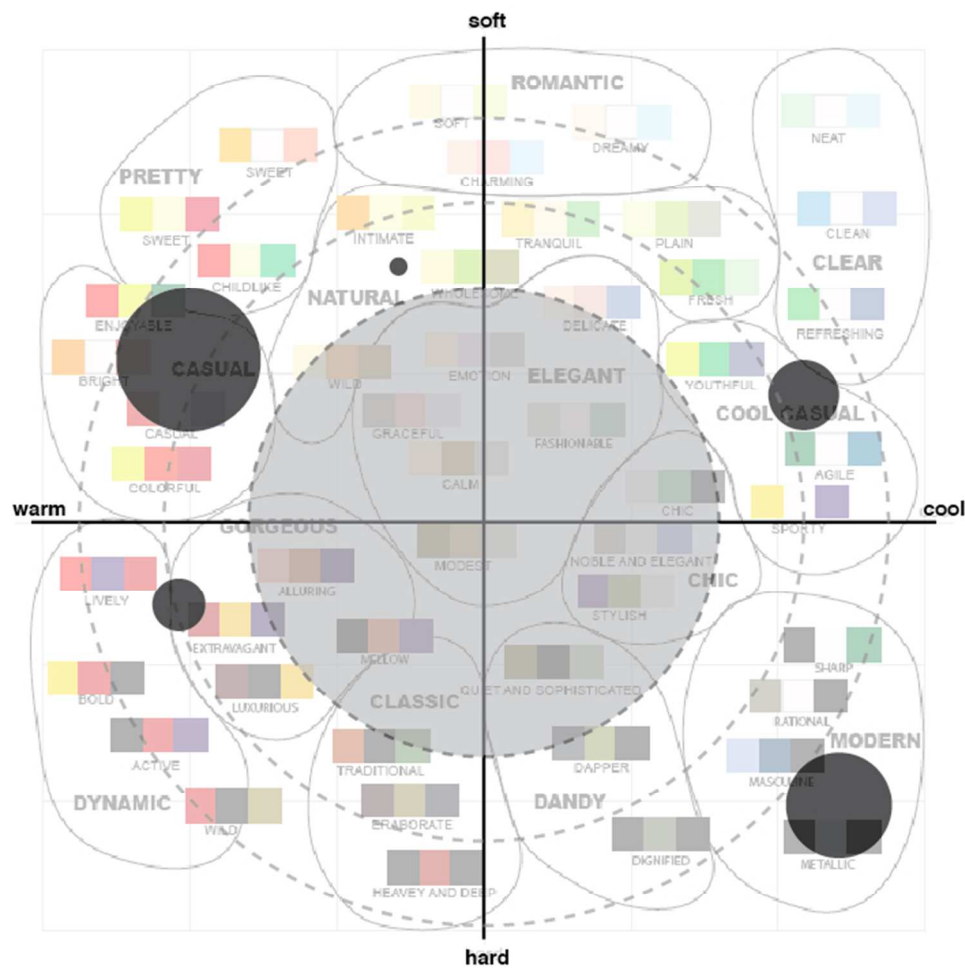 soft
ROMANTIC
SOFT
DREAMY
NEAT
SWEET
CHARMING
PRETTY
SWEET
INTIMATE
TRANQUIL
PLAIN
CLEAN
CLEAR
CHILDLIKE
NATURAL
WHOLESOME
FRESH
ENJOYABLE
DELICATE
REFRESHING
BRIGHT
CASUAL
WILD
EMOTION
ELEGANT
YOUTHFUL
COOL CASUAL
CASUAL
GRACEFUL
FASHIONABLE
COLORFUL
CALM
AGILE
warm
CHIC
cool
GORGEOUS
SPORTY
MODEST
NOBLE AND ELEGANT
CHIC
LIVELY
ALLURING
STYLISH
EXTRAVAGANT
MELLOW
SHARP
BOLD
LUXURIOUS
CLASSIC
QUIET AND SOPHISTICATED
RATIONAL
ACTIVE
TRADITIONAL
DAPPER
MODERN
MASCULINE
DYNAMIC
WILD
ERABORATE
DANDY
DIGNIFIED
METALLIC
HEAVEY AND DEEP
hard